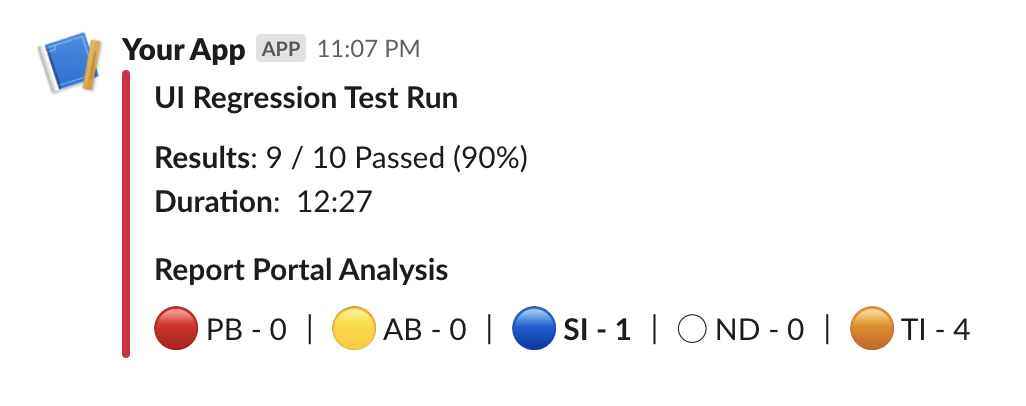 Your App APP 11:07 PM
UI Regression Test Run
Results: 9 / 10 Passed (90%)
Duration: 12:27
Report Portal Analysis
PB - 0 | AB - 0 | SI - 1 | ND - 0 | TI - 4